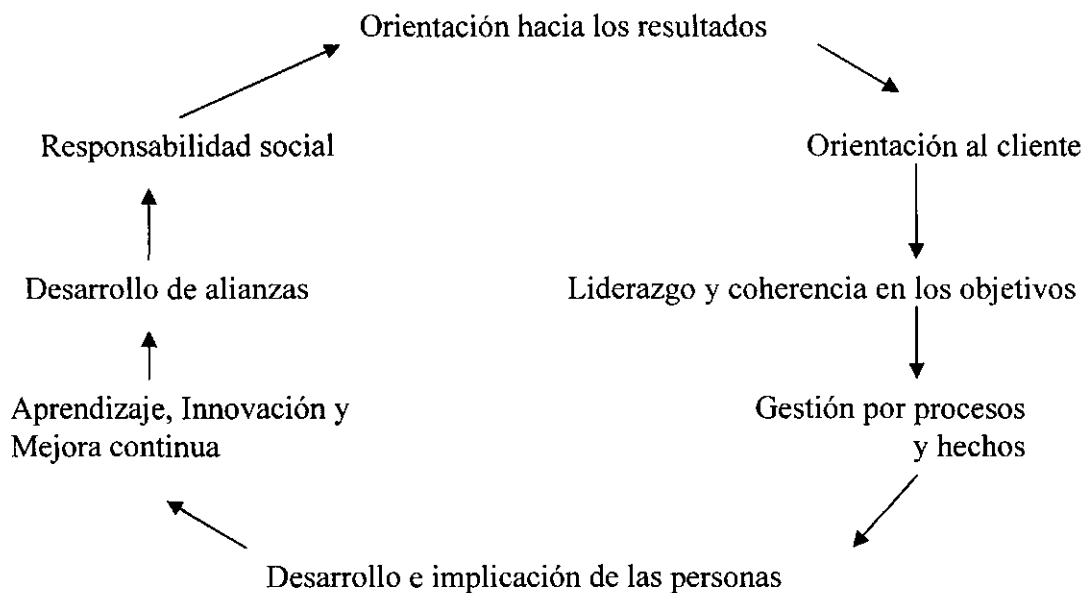 Orientación hacia los resultados
Responsabilidad social
Orientación al cliente
Desarrollo de alianzas
Liderazgo y coherencia en los objetivos
Aprendizaje, Innovación y
Mejora continua
Gestión por procesos
y hechos
Desarrollo e implicación de las personas